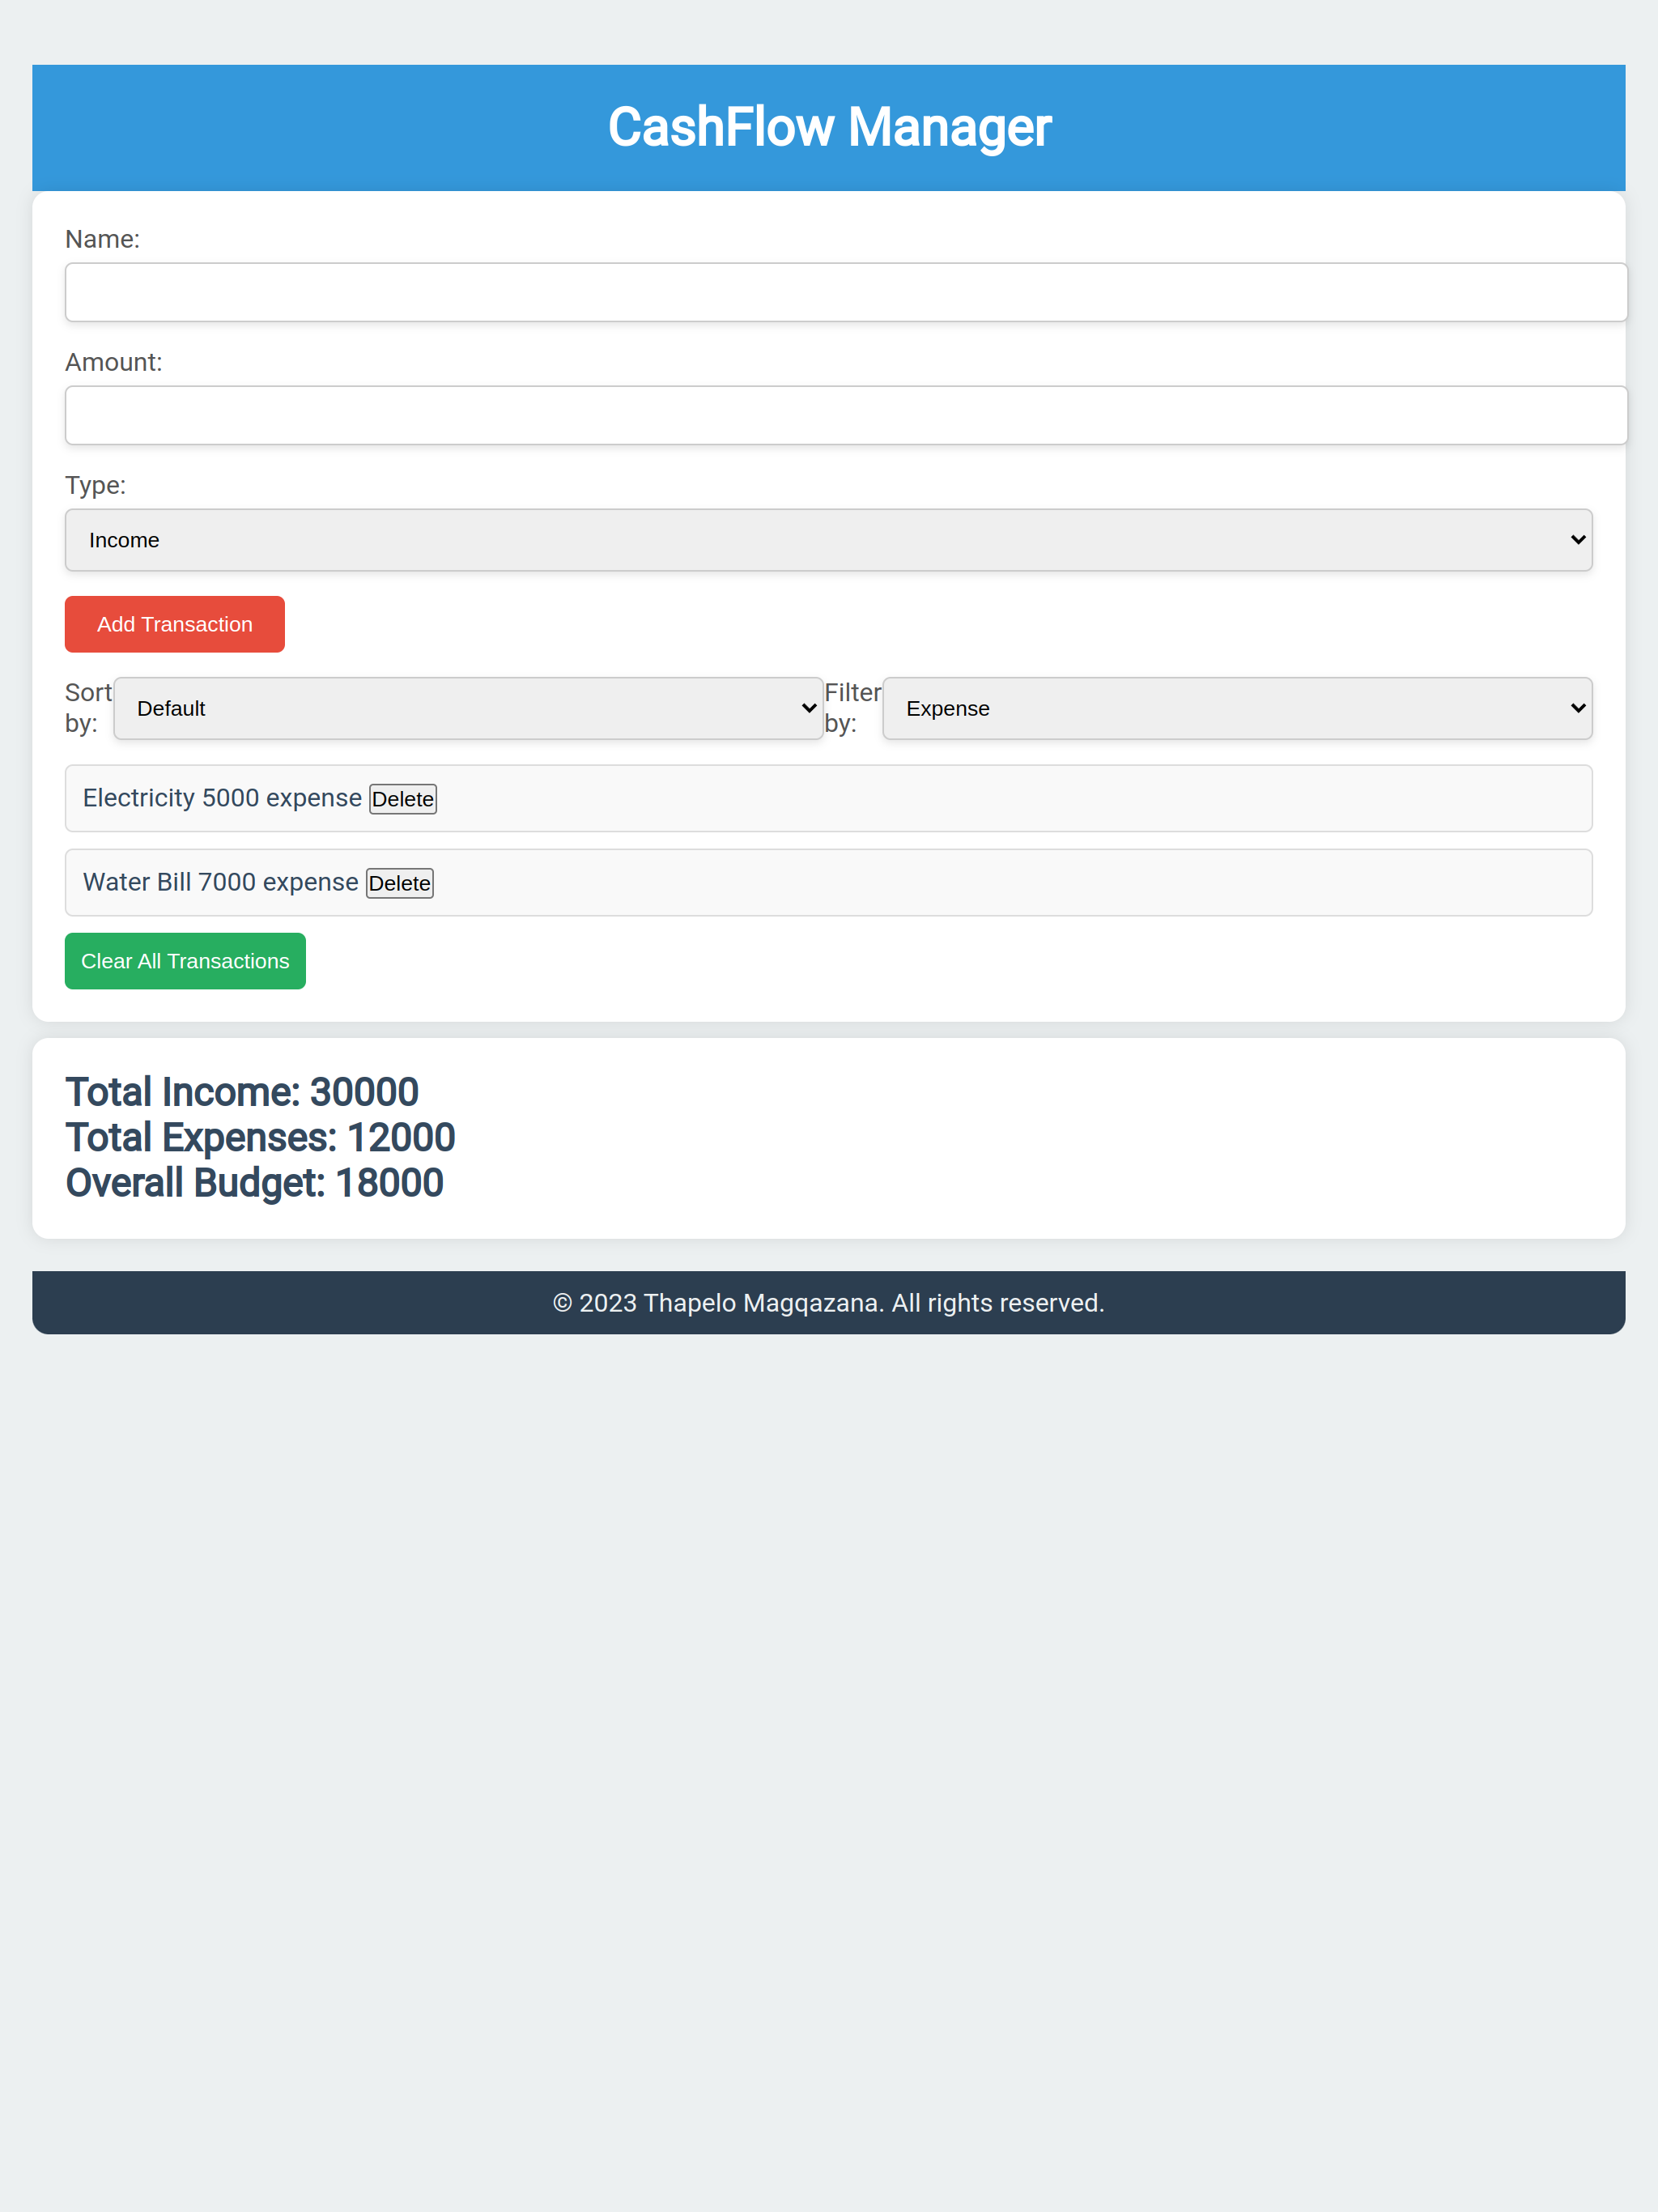 CashFlow Manager
Name:
Amount:
Type:
Income
Add Transaction
Sort by:
Default
Filter by:
Expense
Electricity 5000 expense Delete
Water Bill 7000 expense Delete
Clear All Transactions
Total Income: 30000
Total Expenses: 12000
Overall Budget: 18000
© 2023 Thapelo Magqazana. All rights reserved.